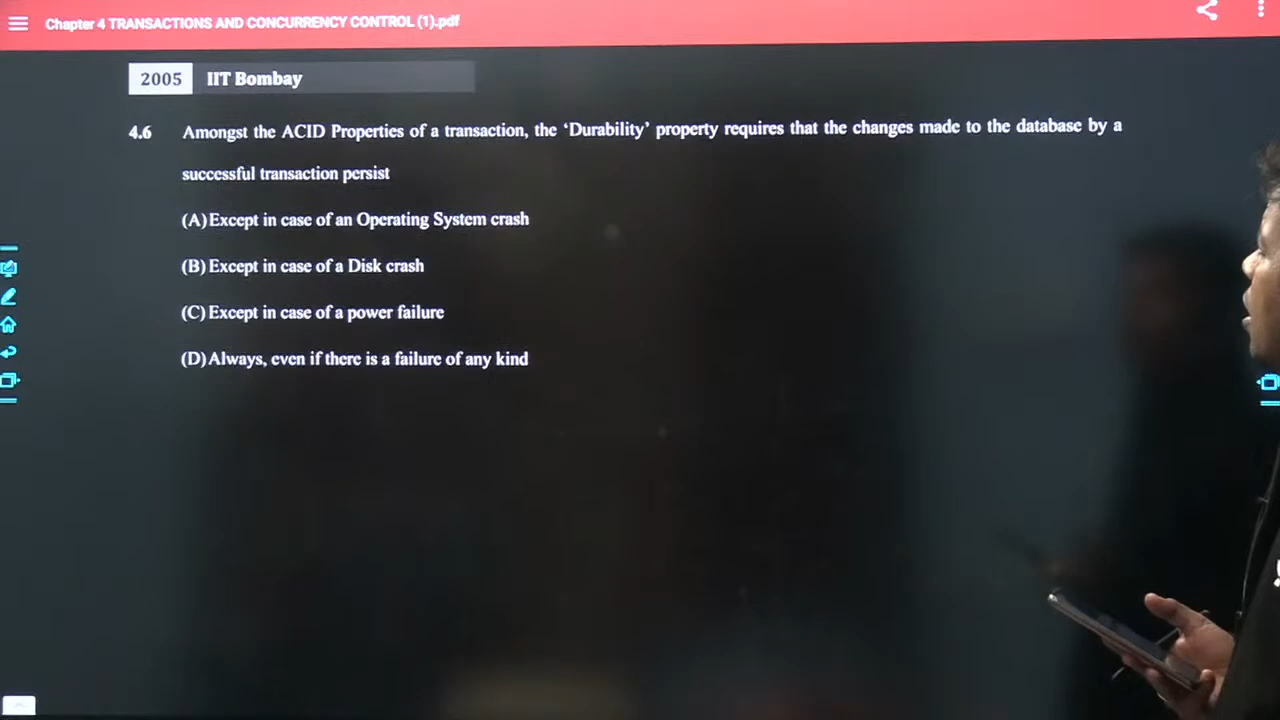 Chapter 4 TRANSACTIONS AND CONCURRENCY CONTROL (1).pdf
2005 IIT Bombay
4.6 Amongst the ACID Properties of a transaction, the ‘Durability’ property requires that the changes made to the database by a
successful transaction persist
(A) Except in case of an Operating System crash
(B) Except in case of a Disk crash
(C) Except in case of a power failure
(D) Always, even if there is a failure of any kind